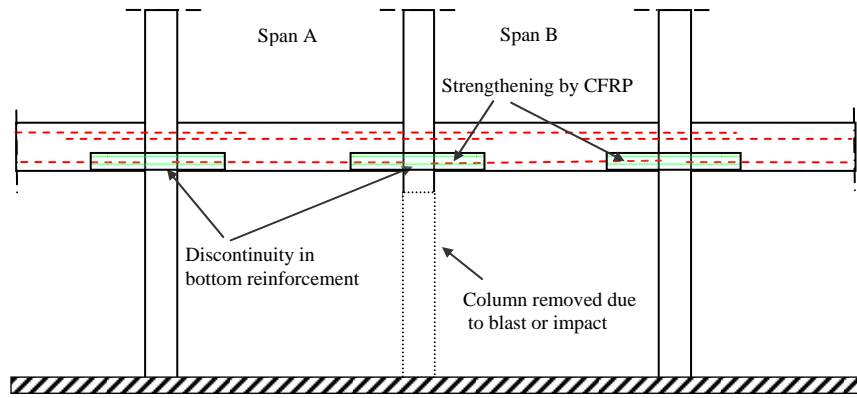 Span A
Span B
Strengthening by CFRP
Discontinuity in
bottom reinforcement
Column removed due
to blast or impact